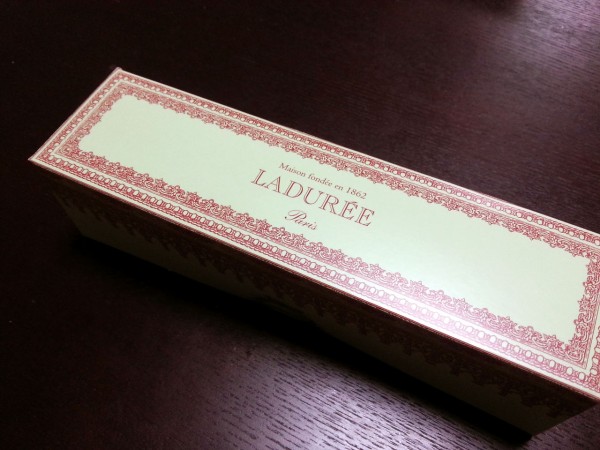 Maison fondée en 1862
LADURÉE
Paris